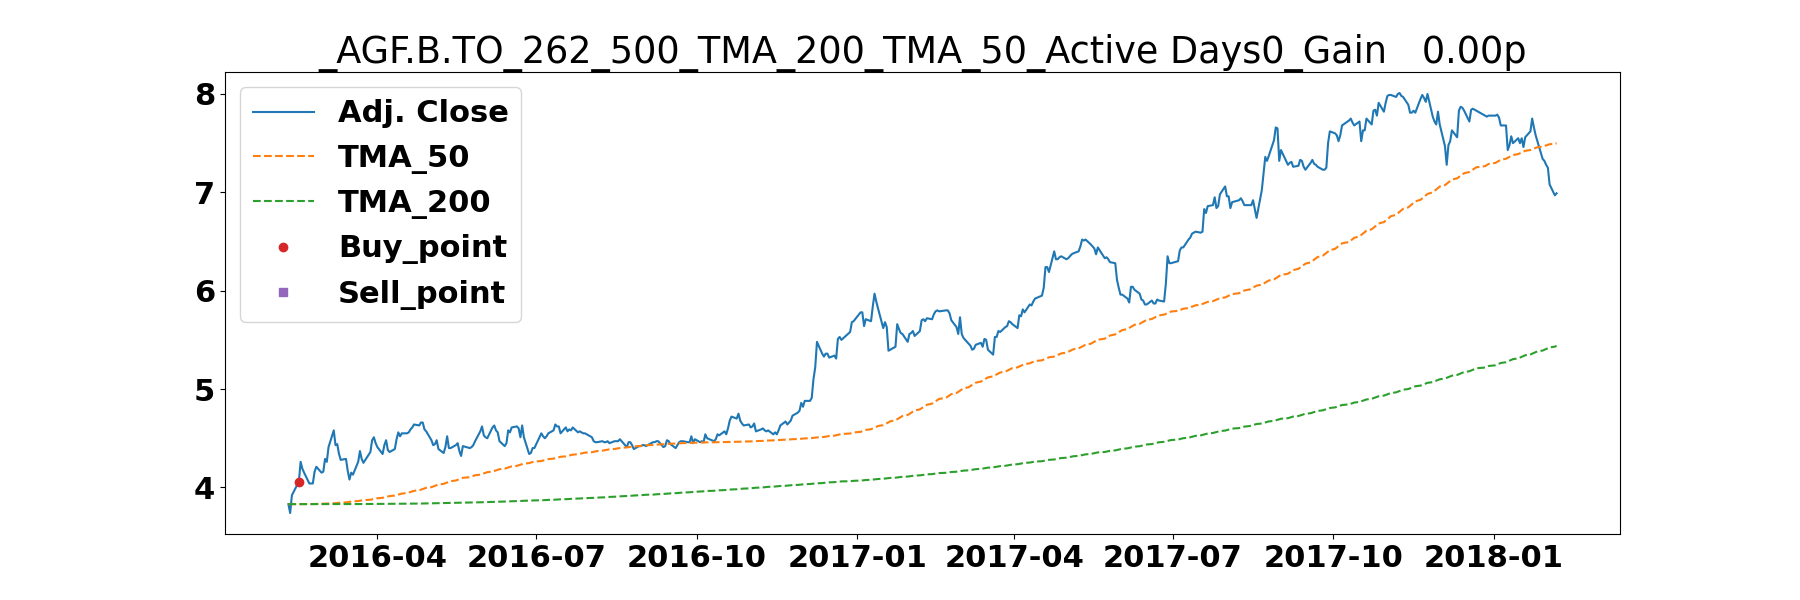 _AGF.B.TO_262_500_TMA_200_TMA_50_Active Days0_Gain   0.00p
8
7
6
5
4
Adj. Close
TMA_50
TMA_200
Buy_point
Sell_point
2016-04 2016-07 2016-10 2017-01 2017-04 2017-07 2017-10 2018-01